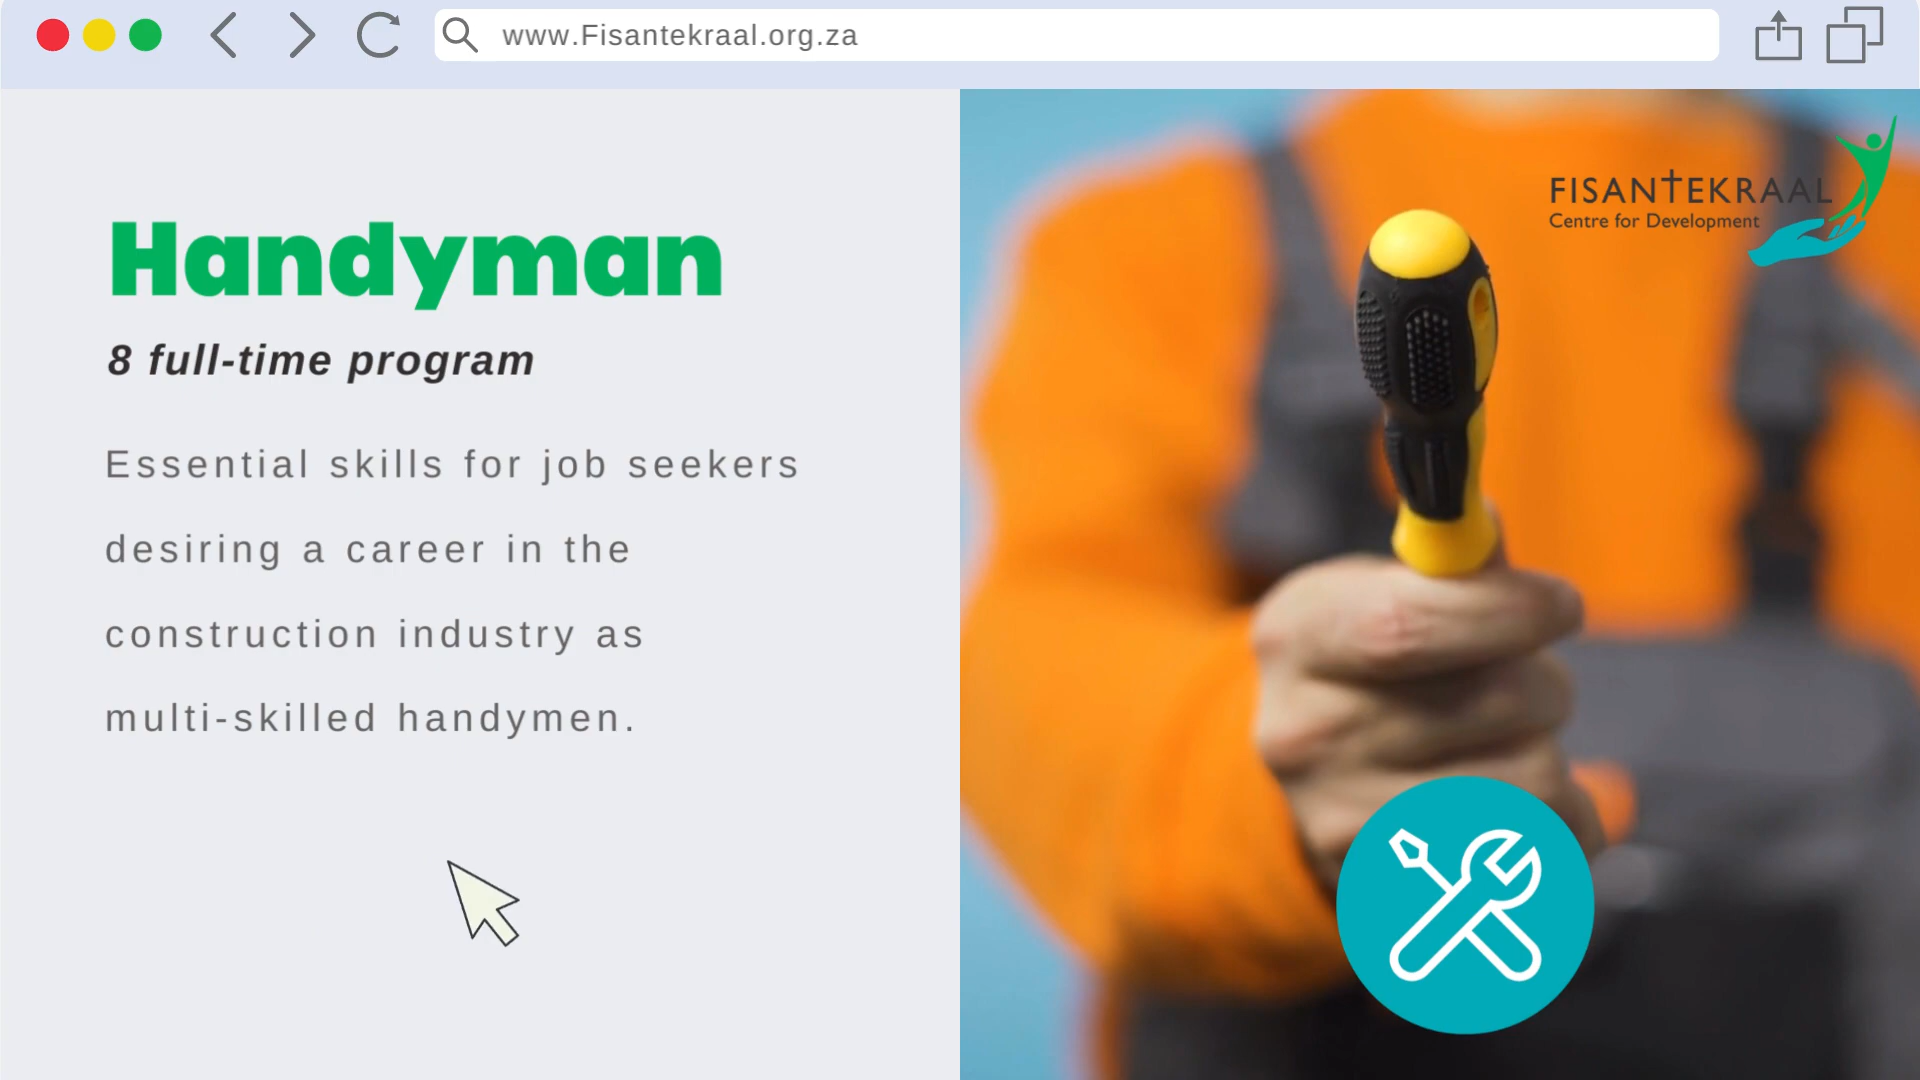 www.Fisantekraal.org.za
FISANTEKRAAL
Centre for Development
Handyman
8 full-time program
Essential skills for job seekers
desiring a career in the
construction industry as
multi-skilled handymen.